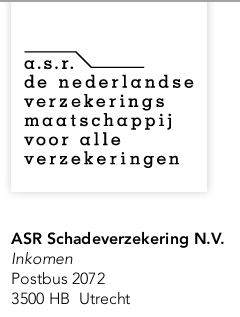 a.s.r.
de nederlandse
verzekerings
maatschappij
voor alle
verzekeringen
ASR Schadeverzekering N.V.
Inkomen
Postbus 2072
3500 HB Utrecht